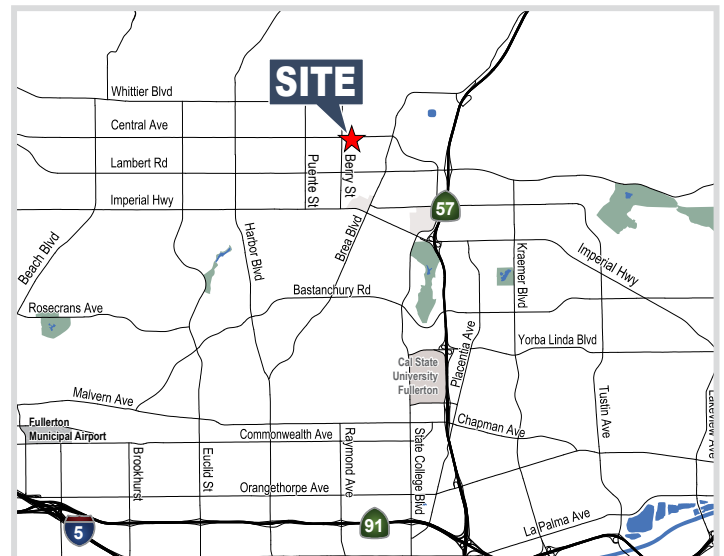 Whittier Blvd
SITE
Central Ave
Lambert Rd
Puente St
Berry St
Imperial Hwy
57
Beach Blvd
Harbor Blvd
Brea Blvd
Kraemer Blvd
Imperial Hwy
Bastanchury Rd
Rosecrans Ave
Placentia Ave
Yorba Linda Blvd
Cal State
University
Fullerton
Malvern Ave
Tustin Ave
Lakeview Ave
Fullerton
Municipal Airport
Commonwealth Ave
Chapman Ave
Brookhurst
Euclid St
Raymond Ave
State College Blvd
Orangethorpe Ave
5
91
La Palma Ave